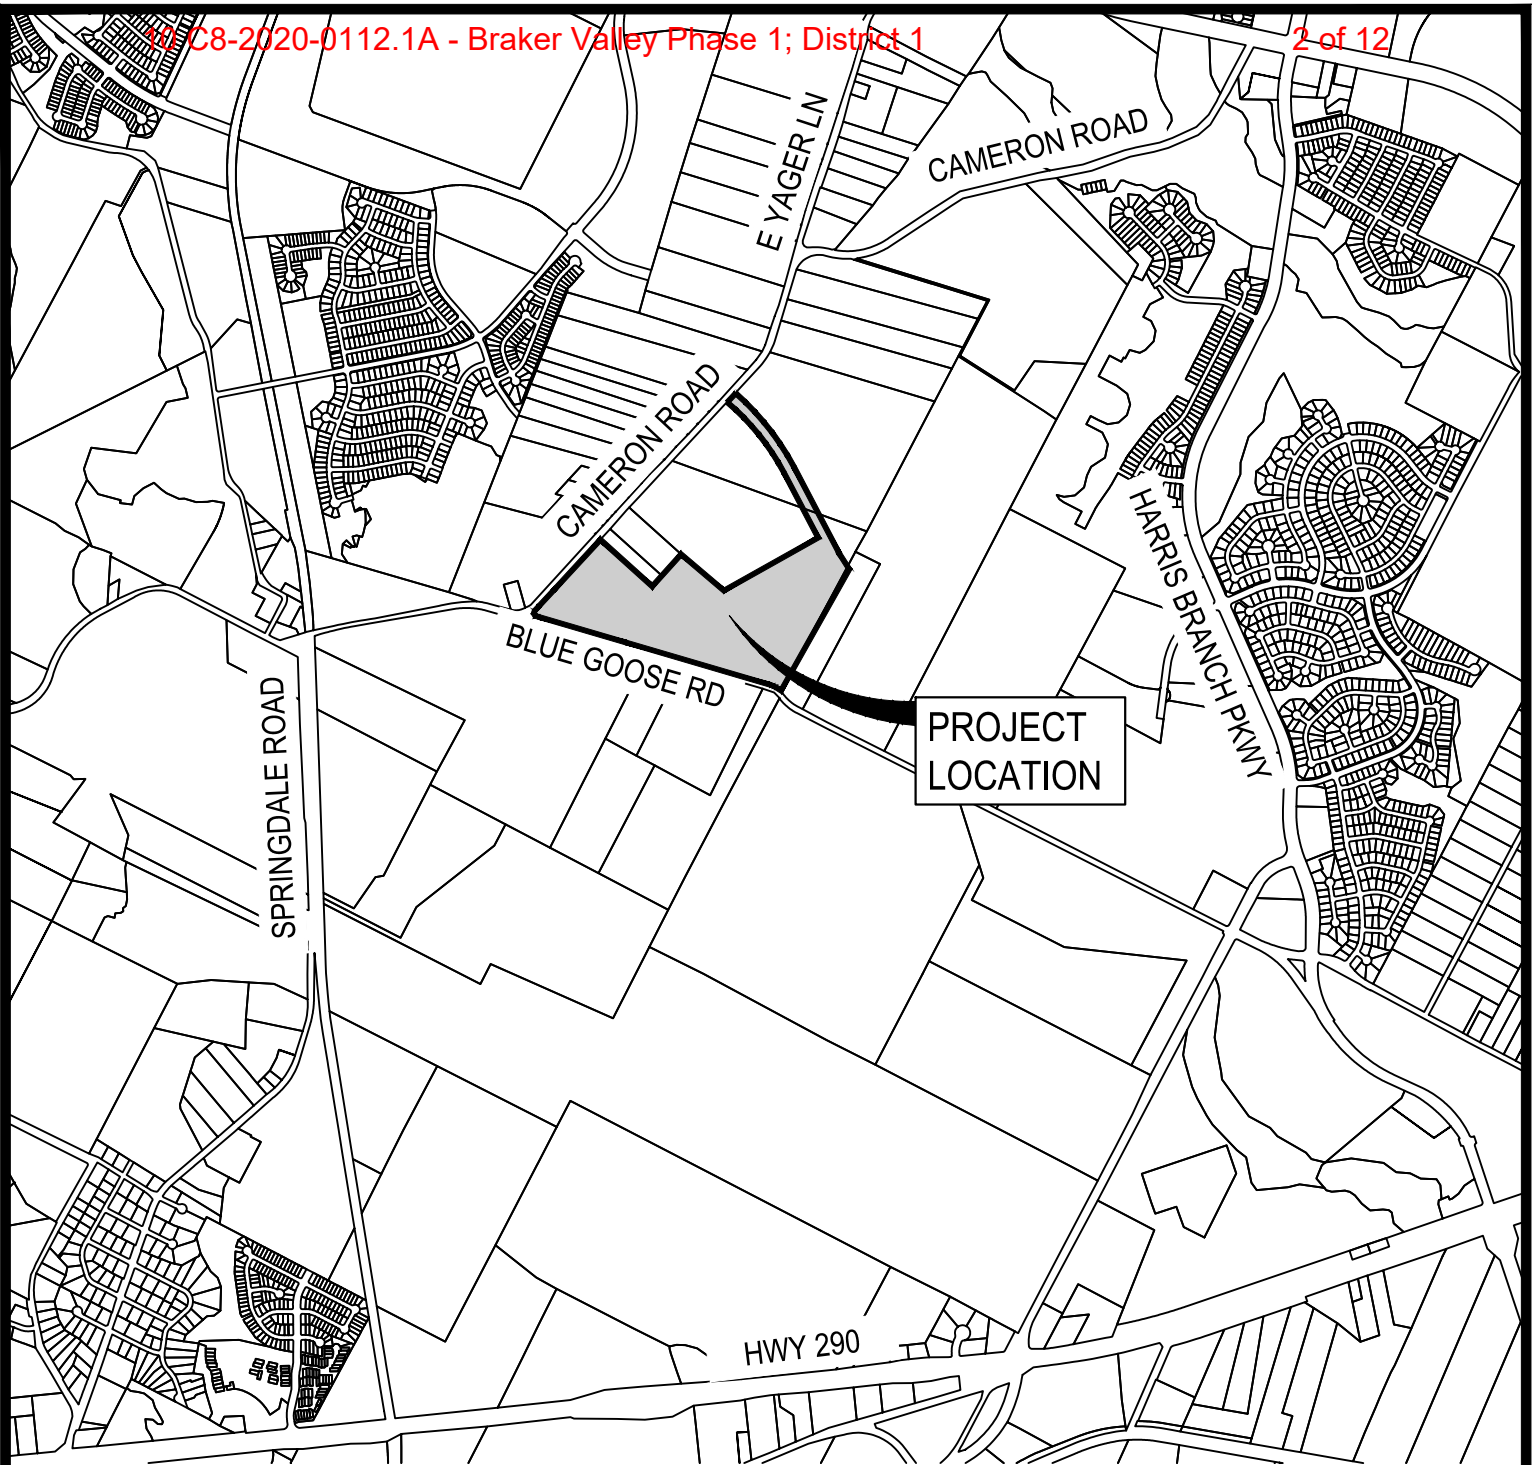 10 C8-2020-0112.1A - Braker Valley Phase 1; District 1
2 of 12
E YAGER LN
CAMERON ROAD
CAMERON ROAD
BLUE GOOSE RD
HARRIS BRANCH PKWY
SPRINGDALE ROAD
PROJECT
LOCATION
HWY 290